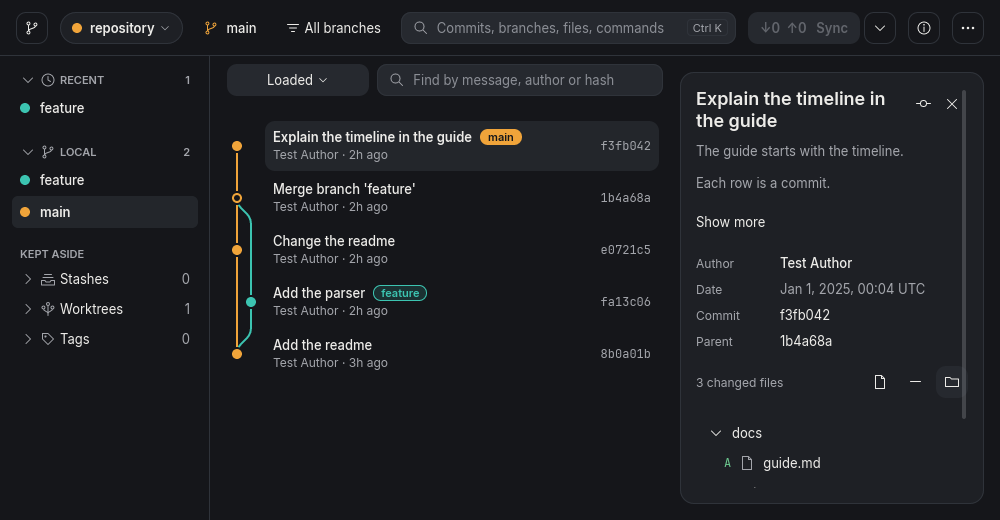 repository
main
All branches
Commits, branches, files, commands
Ctrl K
↓0 ↑0 Sync
RECENT 1
feature
LOCAL 2
feature
main
KEPT ASIDE
Stashes 0
Worktrees 1
Tags 0
Loaded
Find by message, author or hash
Explain the timeline in the guide main
Test Author · 2h ago
f3fb042
Merge branch 'feature'
Test Author · 2h ago
1b4a68a
Change the readme
Test Author · 2h ago
e0721c5
Add the parser feature
Test Author · 2h ago
fa13c06
Add the readme
Test Author · 3h ago
8b0a01b
Explain the timeline in
the guide
The guide starts with the timeline.
Each row is a commit.
Show more
Author Test Author
Date Jan 1, 2025, 00:04 UTC
Commit f3fb042
Parent 1b4a68a
3 changed files
docs
A guide.md